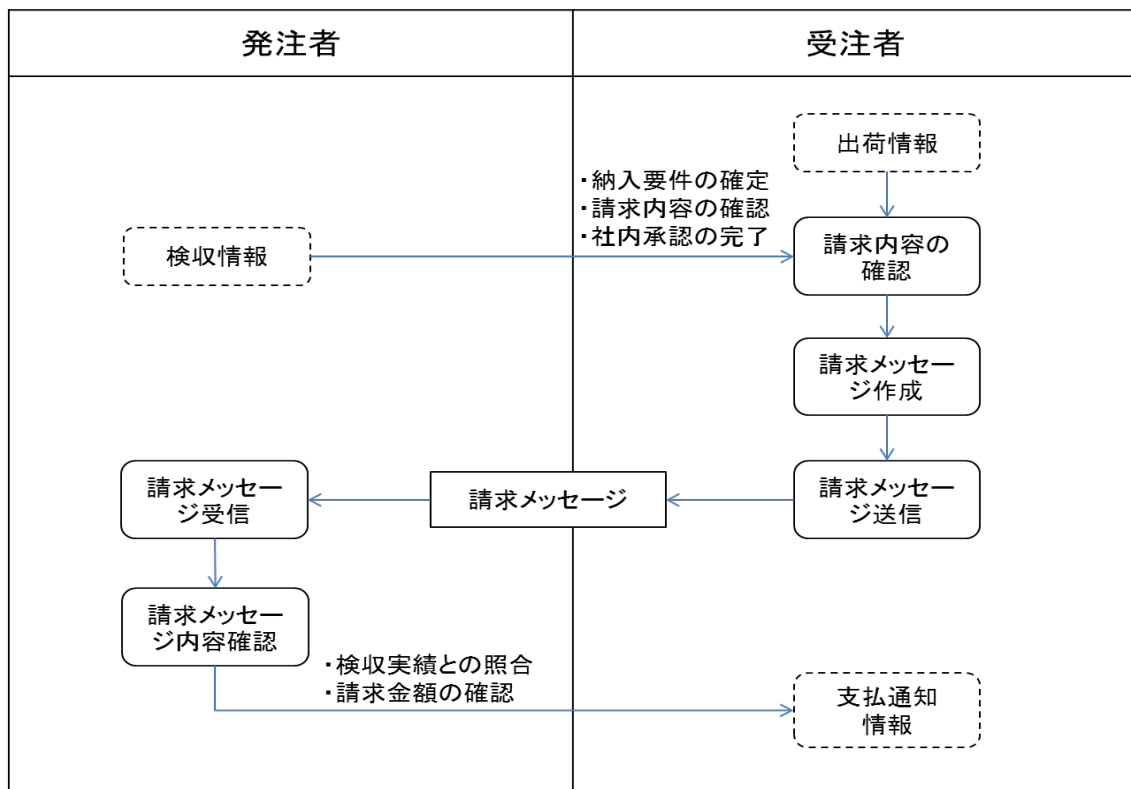 発注者
受注者
出荷情報
・納入要件の確定
・請求内容の確認
・社内承認の完了
検収情報
請求内容の
確認
請求メッセー
ジ作成
請求メッセー
ジ受信
請求メッセージ
請求メッセー
ジ送信
請求メッセー
ジ内容確認
・検収実績との照合
・請求金額の確認
支払通知
情報